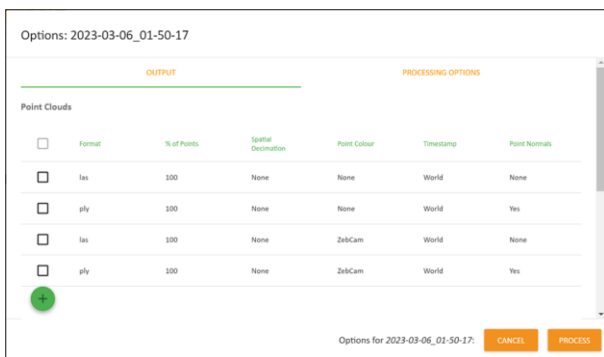 Options: 2023-03-06_01-50-17
OUTPUT PROCESSING OPTIONS
Point Clouds
Format % of Points Spatial Decimation Point Colour Timestamp Point Normals
las 100 None None World None
ply 100 None None World Yes
las 100 None ZebCam World None
ply 100 None ZebCam World Yes
+
Options for 2023-03-06_01-50-17: CANCEL PROCESS